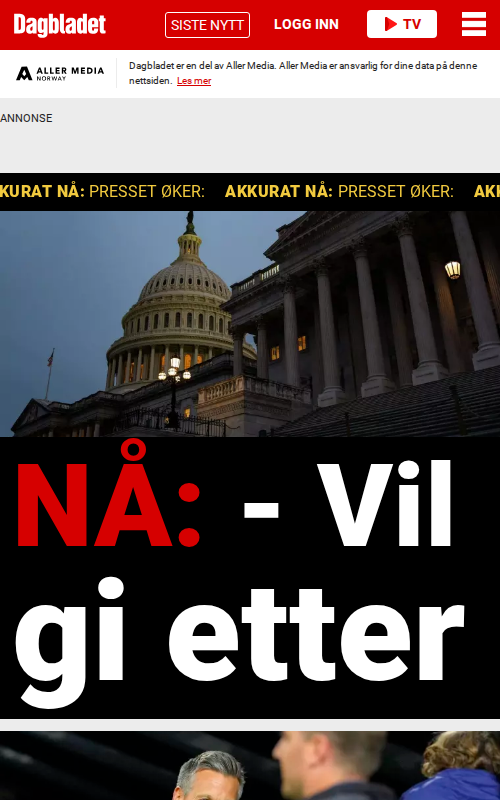 Dagbladet SISTE NYTT LOGG INN TV
ALLER MEDIA
NORWAY
Dagbladet er en del av Aller Media. Aller Media er ansvarlig for dine data på denne
nettsiden. Les mer
ANNONSE
KURAT NÅ: PRESSET ØKER: AKKURAT NÅ: PRESSET ØKER: AKK
NÅ: - Vil
gi etter